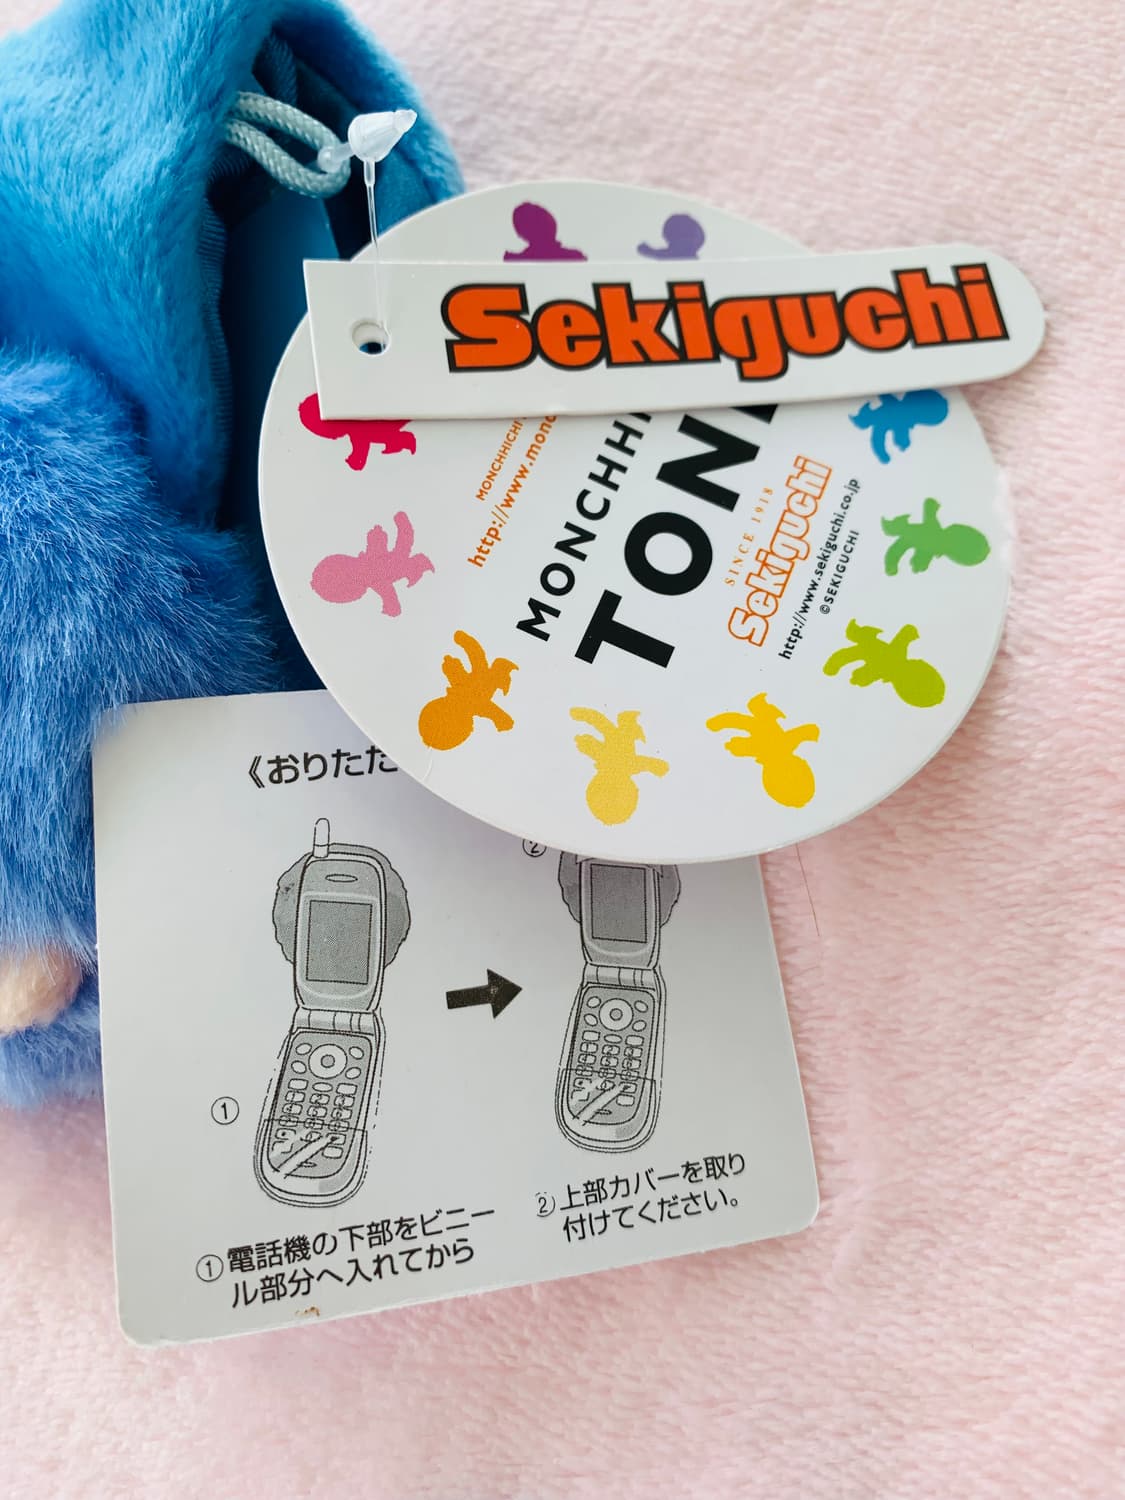 Sekiguchi
MONCHHICHI
http://www.monc
MONCHHI
TON
SINCE 1918
Sekiguchi
http://www.sekiguchi.co.jp
©SEKIGUCHI
《おりたた
①
②
①電話機の下部をビニー
ル部分へ入れてから
②上部カバーを取り
付けてください。